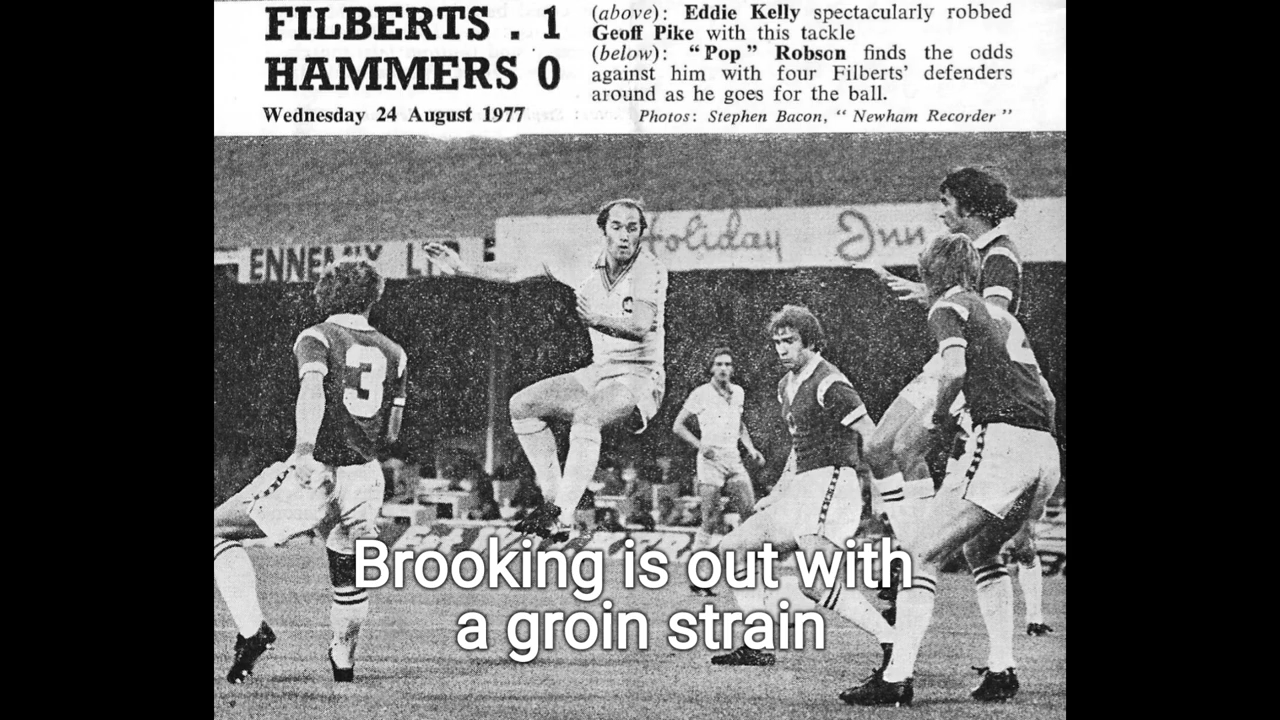 FILBERTS . 1
HAMMERS 0
Wednesday 24 August 1977
(above): Eddie Kelly spectacularly robbed
Geoff Pike with this tackle
(below): “Pop” Robson finds the odds
against him with four Filberts’ defenders
around as he goes for the ball.
Photos: Stephen Bacon, “ Newham Recorder ”
Holiday Inn
3
2
Brooking is out with
a groin strain